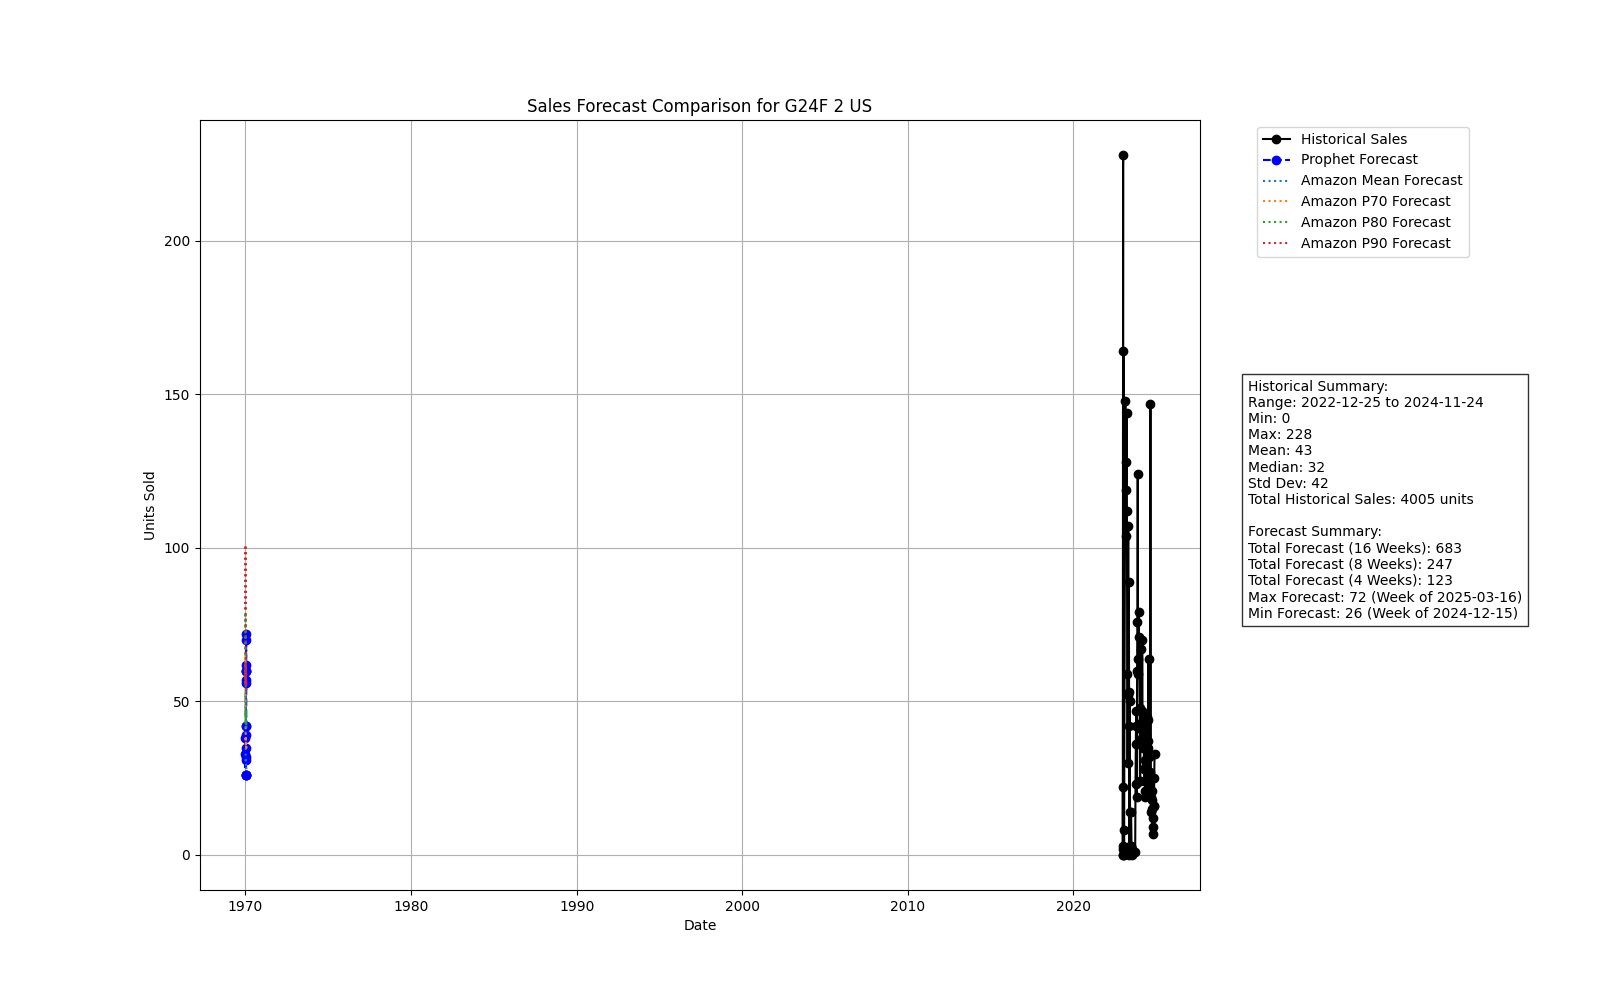 Sales Forecast Comparison for G24F 2 US
Historical Sales
Prophet Forecast
Amazon Mean Forecast
Amazon P70 Forecast
Amazon P80 Forecast
Amazon P90 Forecast
Units Sold
200
150
100
50
0
1970
1980
1990
2000
2010
2020
Date
Historical Summary:
Range: 2022-12-25 to 2024-11-24
Min: 0
Max: 228
Mean: 43
Median: 32
Std Dev: 42
Total Historical Sales: 4005 units
Forecast Summary:
Total Forecast (16 Weeks): 683
Total Forecast (8 Weeks): 247
Total Forecast (4 Weeks): 123
Max Forecast: 72 (Week of 2025-03-16)
Min Forecast: 26 (Week of 2024-12-15)